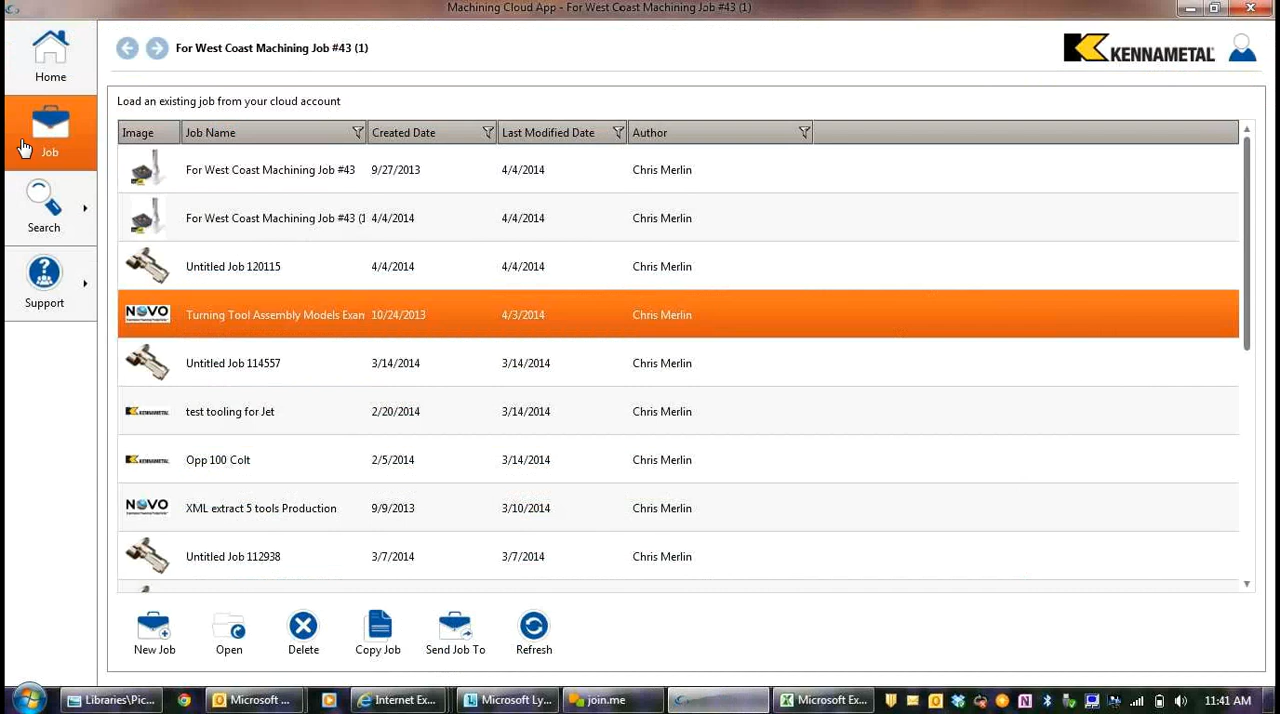 Machining Cloud App - For West Coast Machining Job #43 (1)
Home
Job
Search
Support
For West Coast Machining Job #43 (1)
KENNAMETAL
Load an existing job from your cloud account
Image Job Name Created Date Last Modified Date Author
For West Coast Machining Job #43 9/27/2013 4/4/2014 Chris Merlin
For West Coast Machining Job #43 (1 4/4/2014 4/4/2014 Chris Merlin
Untitled Job 120115 4/4/2014 4/4/2014 Chris Merlin
NOVO Turning Tool Assembly Models Exan 10/24/2013 4/3/2014 Chris Merlin
Untitled Job 114557 3/14/2014 3/14/2014 Chris Merlin
KENNAMETAL test tooling for Jet 2/20/2014 3/14/2014 Chris Merlin
KENNAMETAL Opp 100 Colt 2/5/2014 3/14/2014 Chris Merlin
NOVO XML extract 5 tools Production 9/9/2013 3/10/2014 Chris Merlin
Untitled Job 112938 3/7/2014 3/7/2014 Chris Merlin
New Job Open Delete Copy Job Send Job To Refresh
Libraries\Pic... Microsoft ... Internet Ex... Microsoft Ly... join.me Microsoft Ex... 11:41 AM